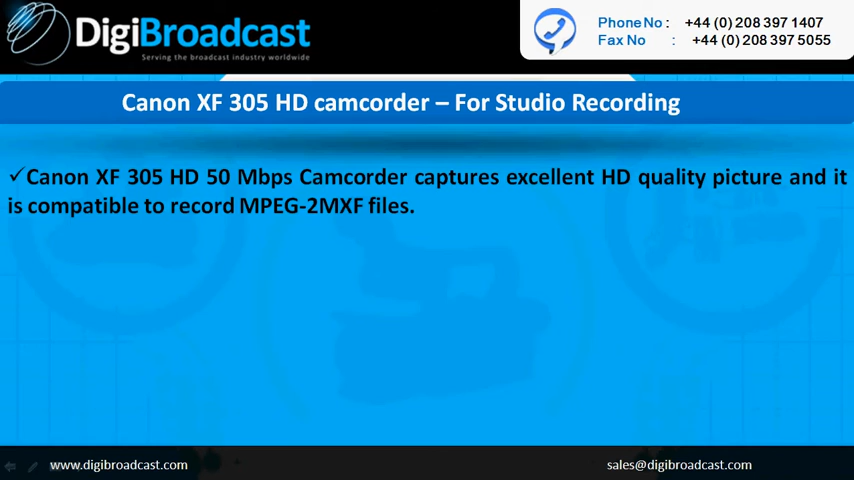 DigiBroadcast
Serving the broadcast industry worldwide
Phone No : +44 (0) 208 397 1407
Fax No : +44 (0) 208 397 5055
Canon XF 305 HD camcorder – For Studio Recording
✓Canon XF 305 HD 50 Mbps Camcorder captures excellent HD quality picture and it
is compatible to record MPEG-2MXF files.
www.digibroadcast.com
sales@digibroadcast.com